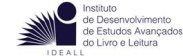 Instituto
de Desenvolvimento
de Estudos Avançados
do Livro e Leitura
IDEALL